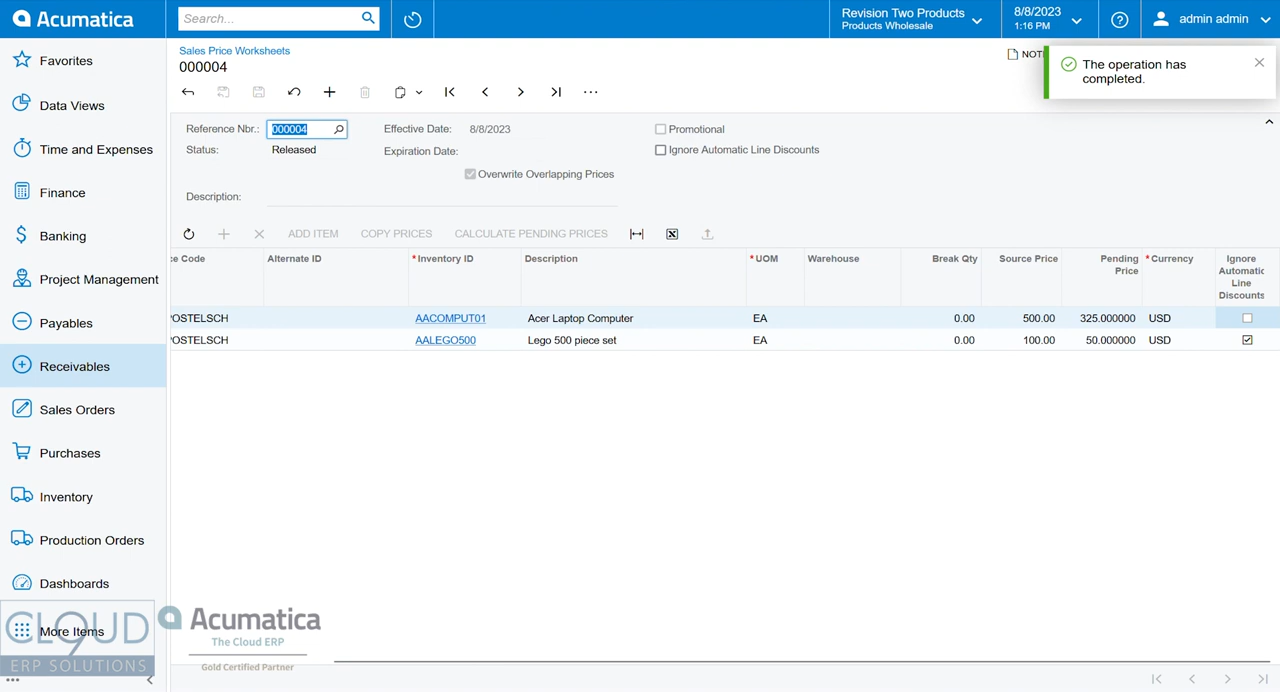 Acumatica
Search...
Revision Two Products
Products Wholesale
8/8/2023
1:16 PM
admin admin
Favorites
Data Views
Time and Expenses
Finance
Banking
Project Management
Payables
Receivables
Sales Orders
Purchases
Inventory
Production Orders
Dashboards
More Items
Sales Price Worksheets
000004
The operation has
completed.
Reference Nbr.: 000004
Status: Released
Effective Date: 8/8/2023
Expiration Date:
Overwrite Overlapping Prices
Promotional
Ignore Automatic Line Discounts
Description:
ADD ITEM COPY PRICES CALCULATE PENDING PRICES
Code Alternate ID *Inventory ID Description *UOM Warehouse Break Qty Source Price Pending Price *Currency Ignore Automatic Line Discounts
POSTELSCH AACOMPUT01 Acer Laptop Computer EA 0.00 500.00 325.000000 USD
POSTELSCH AALEGO500 Lego 500 piece set EA 0.00 100.00 50.000000 USD
CLOUD 9
ERP SOLUTIONS
Acumatica
The Cloud ERP
Gold Certified Partner